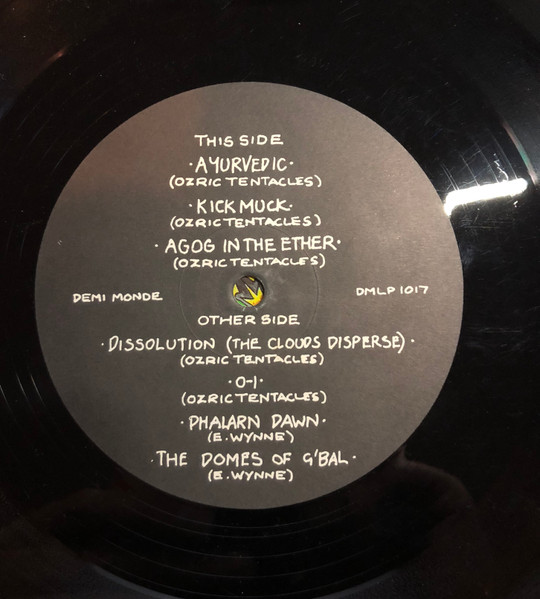 THIS SIDE
·AYURVEDIC·
(OZRIC TENTACLES)
·KICK MUCK·
(OZRIC TENTACLES)
·AGOG IN THE ETHER·
(OZRIC TENTACLES)
DEMI MONDE
DMLP 1017
OTHER SIDE
·DISSOLUTION (THE CLOUDS DISPERSE)·
(OZRIC TENTACLES)
·O-I·
(OZRIC TENTACLES)
·PHALARN DAWN·
(E.WYNNE)
·THE DOMES OF G'BAL·
(E.WYNNE)